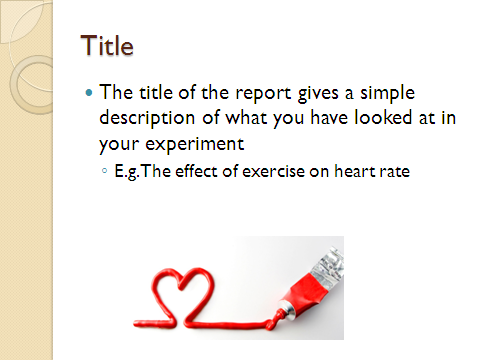 Title
• The title of the report gives a simple
description of what you have looked at in
your experiment
◦ E.g.The effect of exercise on heart rate